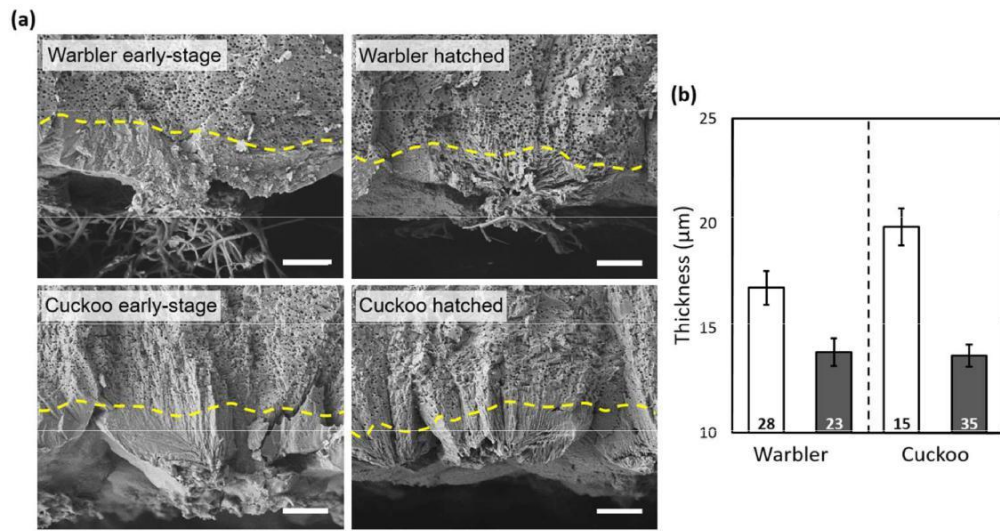 (a)
Warbler early-stage
Warbler hatched
Cuckoo early-stage
Cuckoo hatched
(b)
25
20
15
10
Thickness (μm)
28
23
15
35
Warbler
Cuckoo